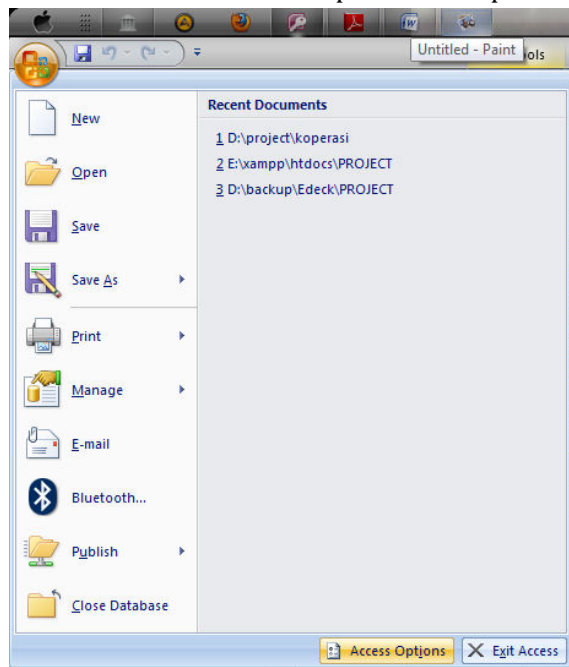 Untitled - Paint
ols
New
Open
Save
Save As
Print
Manage
E-mail
Bluetooth...
Publish
Close Database
Recent Documents
1 D:\project\koperasi
2 E:\xampp\htdocs\PROJECT
3 D:\backup\Edeck\PROJECT
Access Options
Exit Access